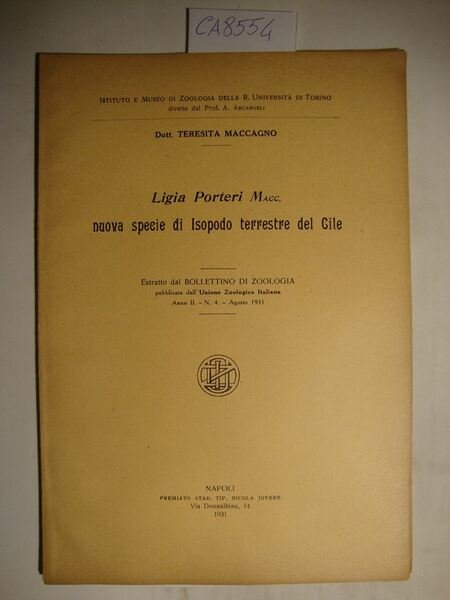 CA8554
ISTITUTO E MUSEO DI ZOOLOGIA DELLA R. UNIVERSITÀ DI TORINO
diretto dal Prof. A. ARCANGELI
Dott. TERESITA MACCAGNO
Ligia Porteri MACC.
nuova specie di Isopodo terrestre del Cile
Estratto dal BOLLETTINO DI ZOOLOGIA
pubblicato dall'Unione Zoologica Italiana
Anno II. - N. 4. - Agosto 1931
NAPOLI
PREMIATO STAB. TIP. NICOLA JOVENE
Via Donnalbina, 14
1931